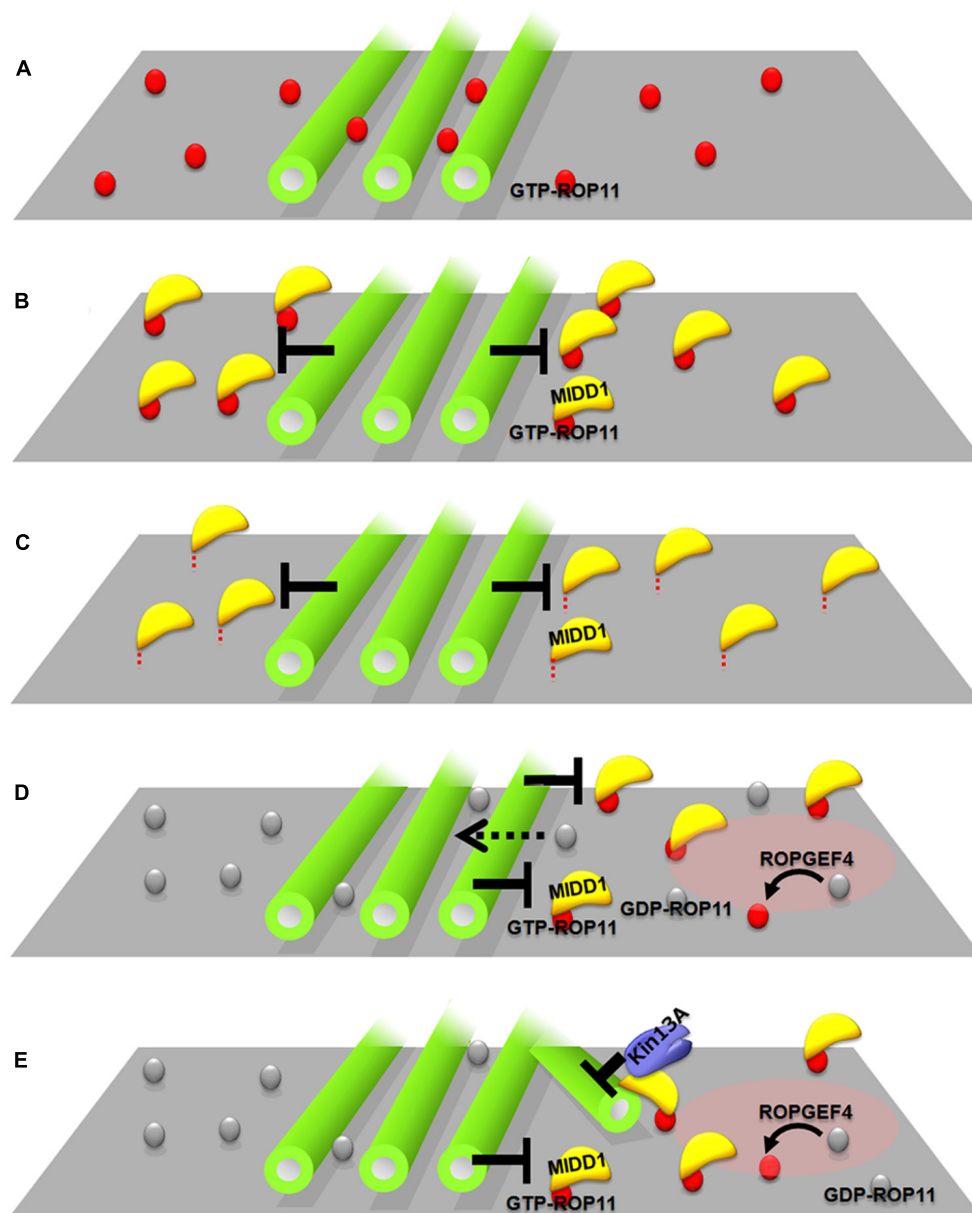 A
GTP-ROP11
B
MIDD1
GTP-ROP11
C
MIDD1
D
ROPGEF4
MIDD1
GDP-ROP11
GTP-ROP11
E
Kin13A
ROPGEF4
MIDD1
GDP-ROP11
GTP-ROP11